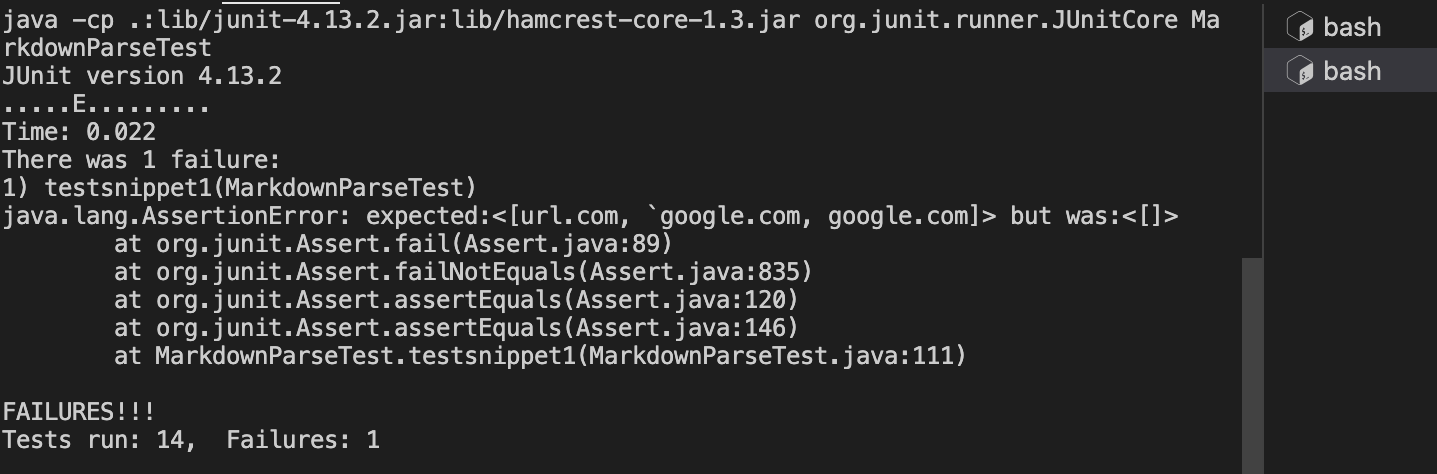 java -cp .:lib/junit-4.13.2.jar:lib/hamcrest-core-1.3.jar org.junit.runner.JUnitCore Ma
rkdownParseTest
JUnit version 4.13.2
.....E.........
Time: 0.022
There was 1 failure:
1) testsnippet1(MarkdownParseTest)
java.lang.AssertionError: expected:<[url.com, `google.com, google.com]> but was:<[]>
        at org.junit.Assert.fail(Assert.java:89)
        at org.junit.Assert.failNotEquals(Assert.java:835)
        at org.junit.Assert.assertEquals(Assert.java:120)
        at org.junit.Assert.assertEquals(Assert.java:146)
        at MarkdownParseTest.testsnippet1(MarkdownParseTest.java:111)
FAILURES!!!
Tests run: 14,  Failures: 1
bash
bash